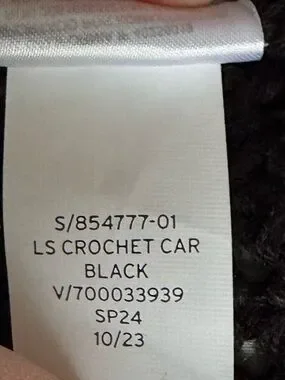 S/854777-01
LS CROCHET CAR
BLACK
V/700033939
SP24
10/23